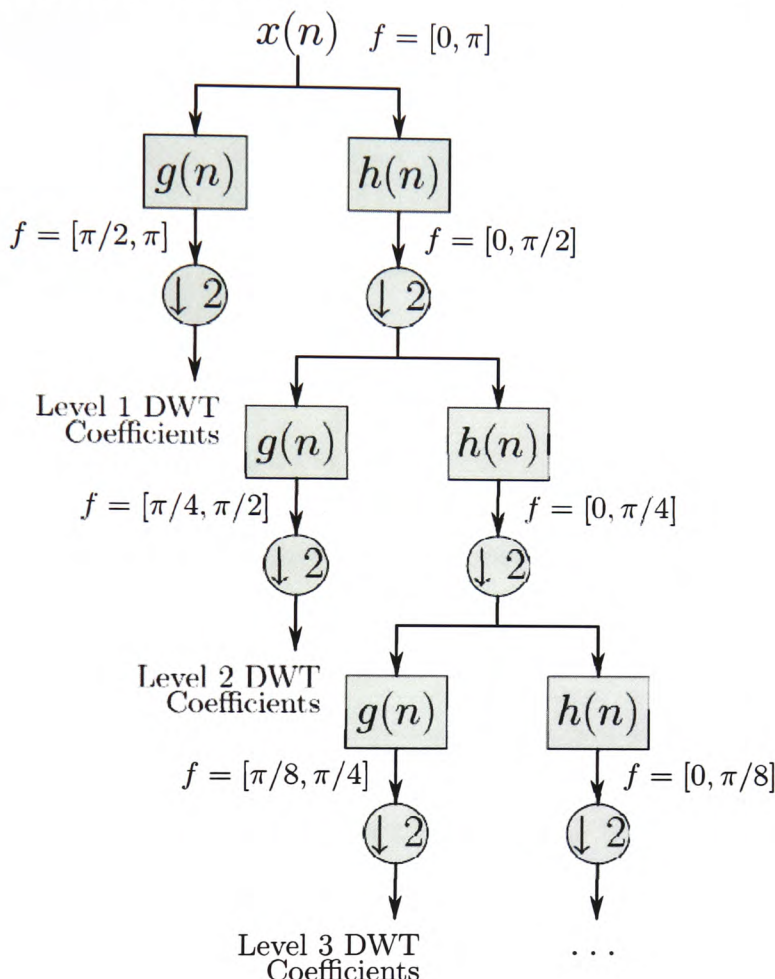 x(n) f = [0, π]
g(n) h(n)
f = [π/2, π] f = [0, π/2]
↓ 2 ↓ 2
Level 1 DWT
Coefficients
g(n) h(n)
f = [π/4, π/2] f = [0, π/4]
↓ 2 ↓ 2
Level 2 DWT
Coefficients
g(n) h(n)
f = [π/8, π/4] f = [0, π/8]
↓ 2 ↓ 2
Level 3 DWT ...
Coefficients